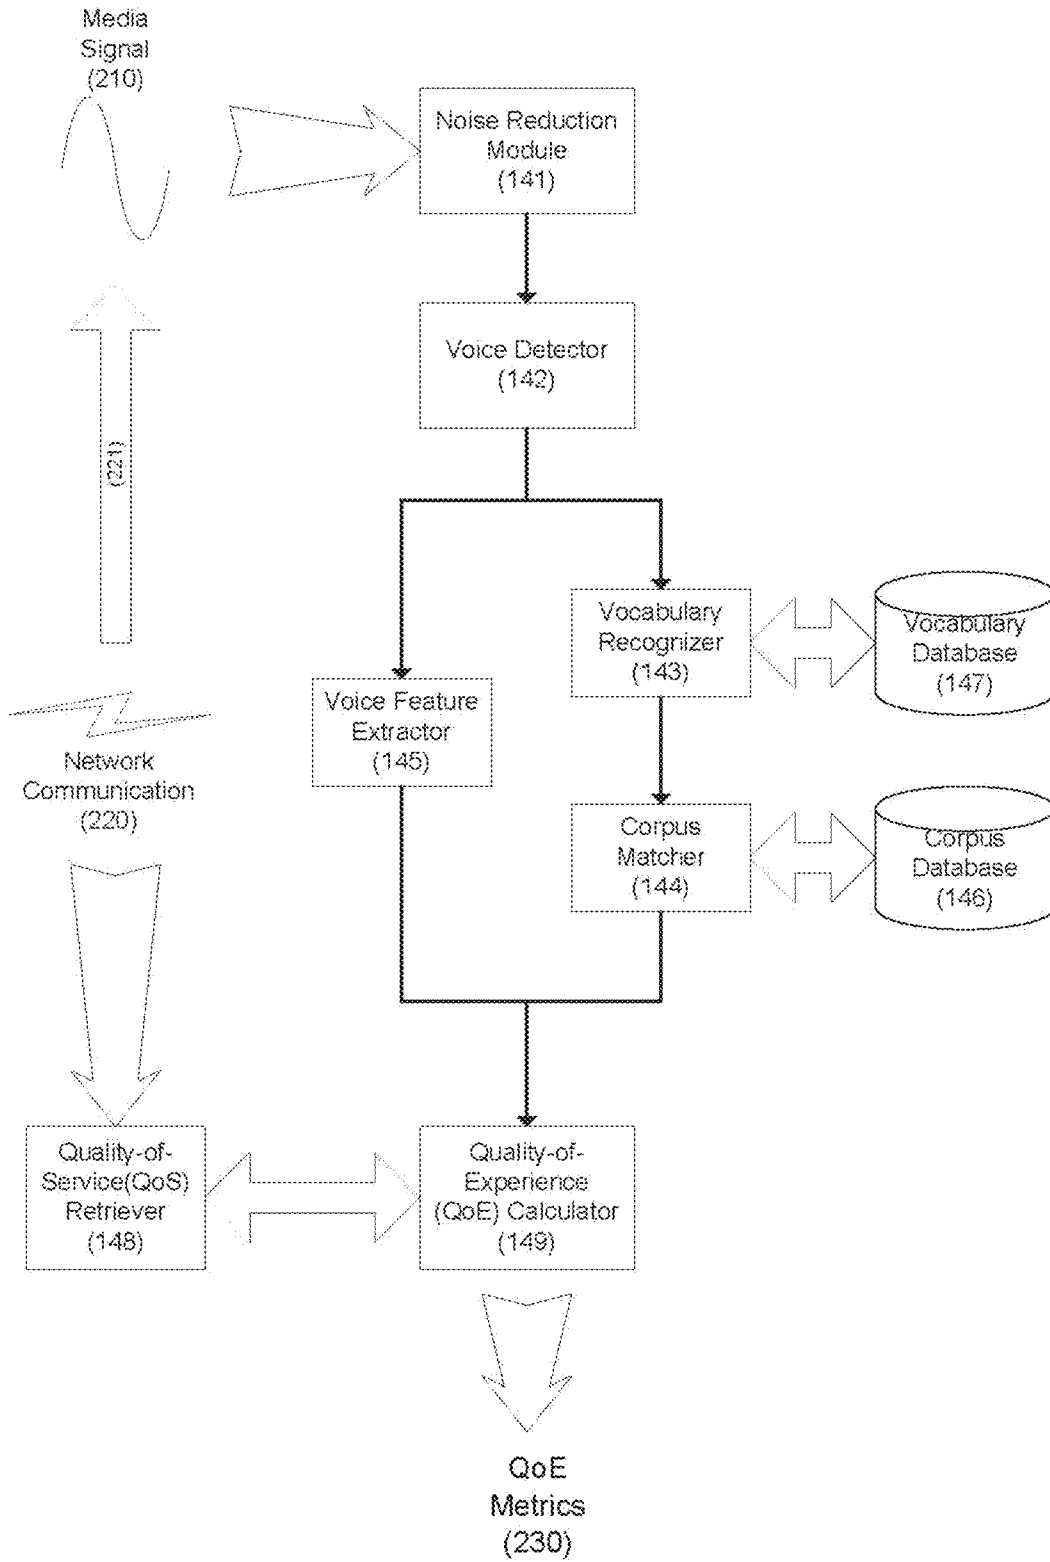 Media
Signal
(210)
Noise Reduction
Module
(141)
Voice Detector
(142)
(221)
Vocabulary
Recognizer
(143)
Vocabulary
Database
(147)
Voice Feature
Extractor
(145)
Network
Communication
(220)
Corpus
Matcher
(144)
Corpus
Database
(146)
Quality-of-
Service(QoS)
Retriever
(148)
Quality-of-
Experience
(QoE) Calculator
(149)
QoE
Metrics
(230)